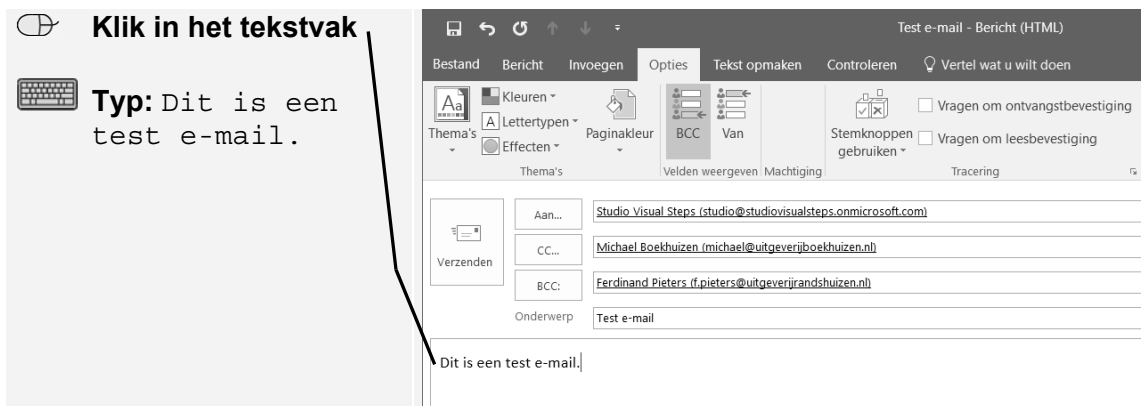 Klik in het tekstvak
Typ: Dit is een
test e-mail.
Test e-mail - Bericht (HTML)
Bestand Bericht Invoegen Opties Tekst opmaken Controleren Vertel wat u wilt doen
Aa
Thema's
Kleuren
A Lettertypen
Effecten
Thema's
Paginakleur
BCC Van
Velden weergeven
Machtiging
Stemknoppen
gebruiken
Vragen om ontvangstbevestiging
Vragen om leesbevestiging
Tracering
Verzenden
Aan... Studio Visual Steps (studio@studiovisualsteps.onmicrosoft.com)
CC... Michael Boekhuizen (michael@uitgeverijboekhuizen.nl)
BCC: Ferdinand Pieters (f.pieters@uitgeverijrandshuizen.nl)
Onderwerp Test e-mail
Dit is een test e-mail.